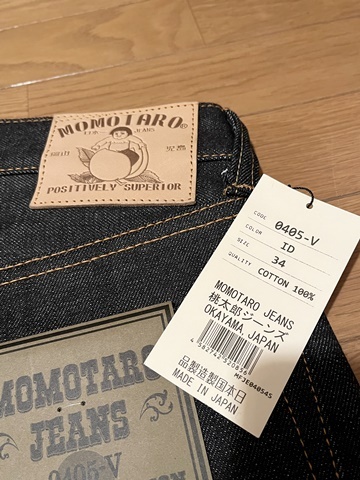 MOMOTARO®
JEANS
POSITIVELY SUPERIOR
CODE 0405-V
COLOR ID
SIZE 34
QUALITY COTTON 100%
MOMOTARO JEANS
桃太郎ジーンズ
OKAYAMA, JAPAN
MFJE040545
品製造製国本日
MADE IN JAPAN
MOMOTARO
JEANS
0405-V